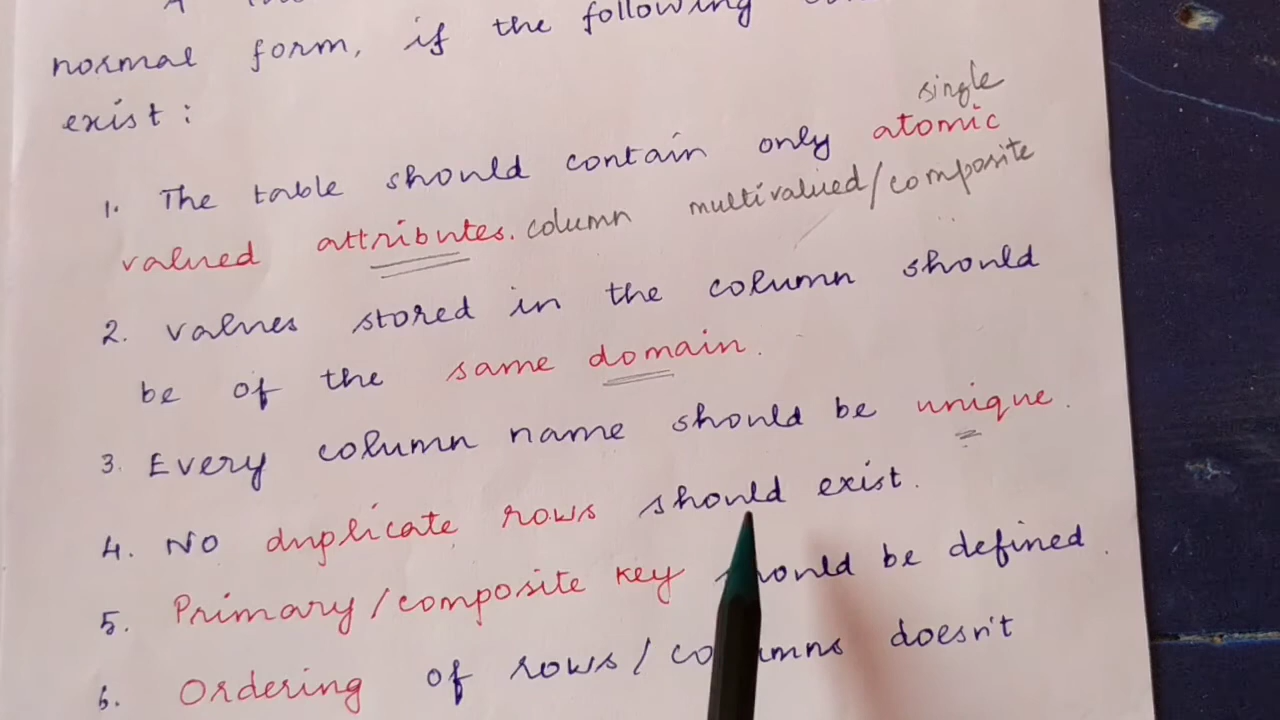 A
normal form, if the following
exist:
single
1. The table should contain only atomic
valued attributes. column multivalued/composite
2. Values stored in the column should
be of the same domain.
3. Every column name should be unique.
4. No duplicate rows should exist.
5. Primary/composite key should be defined.
6. Ordering of rows/columns doesn't